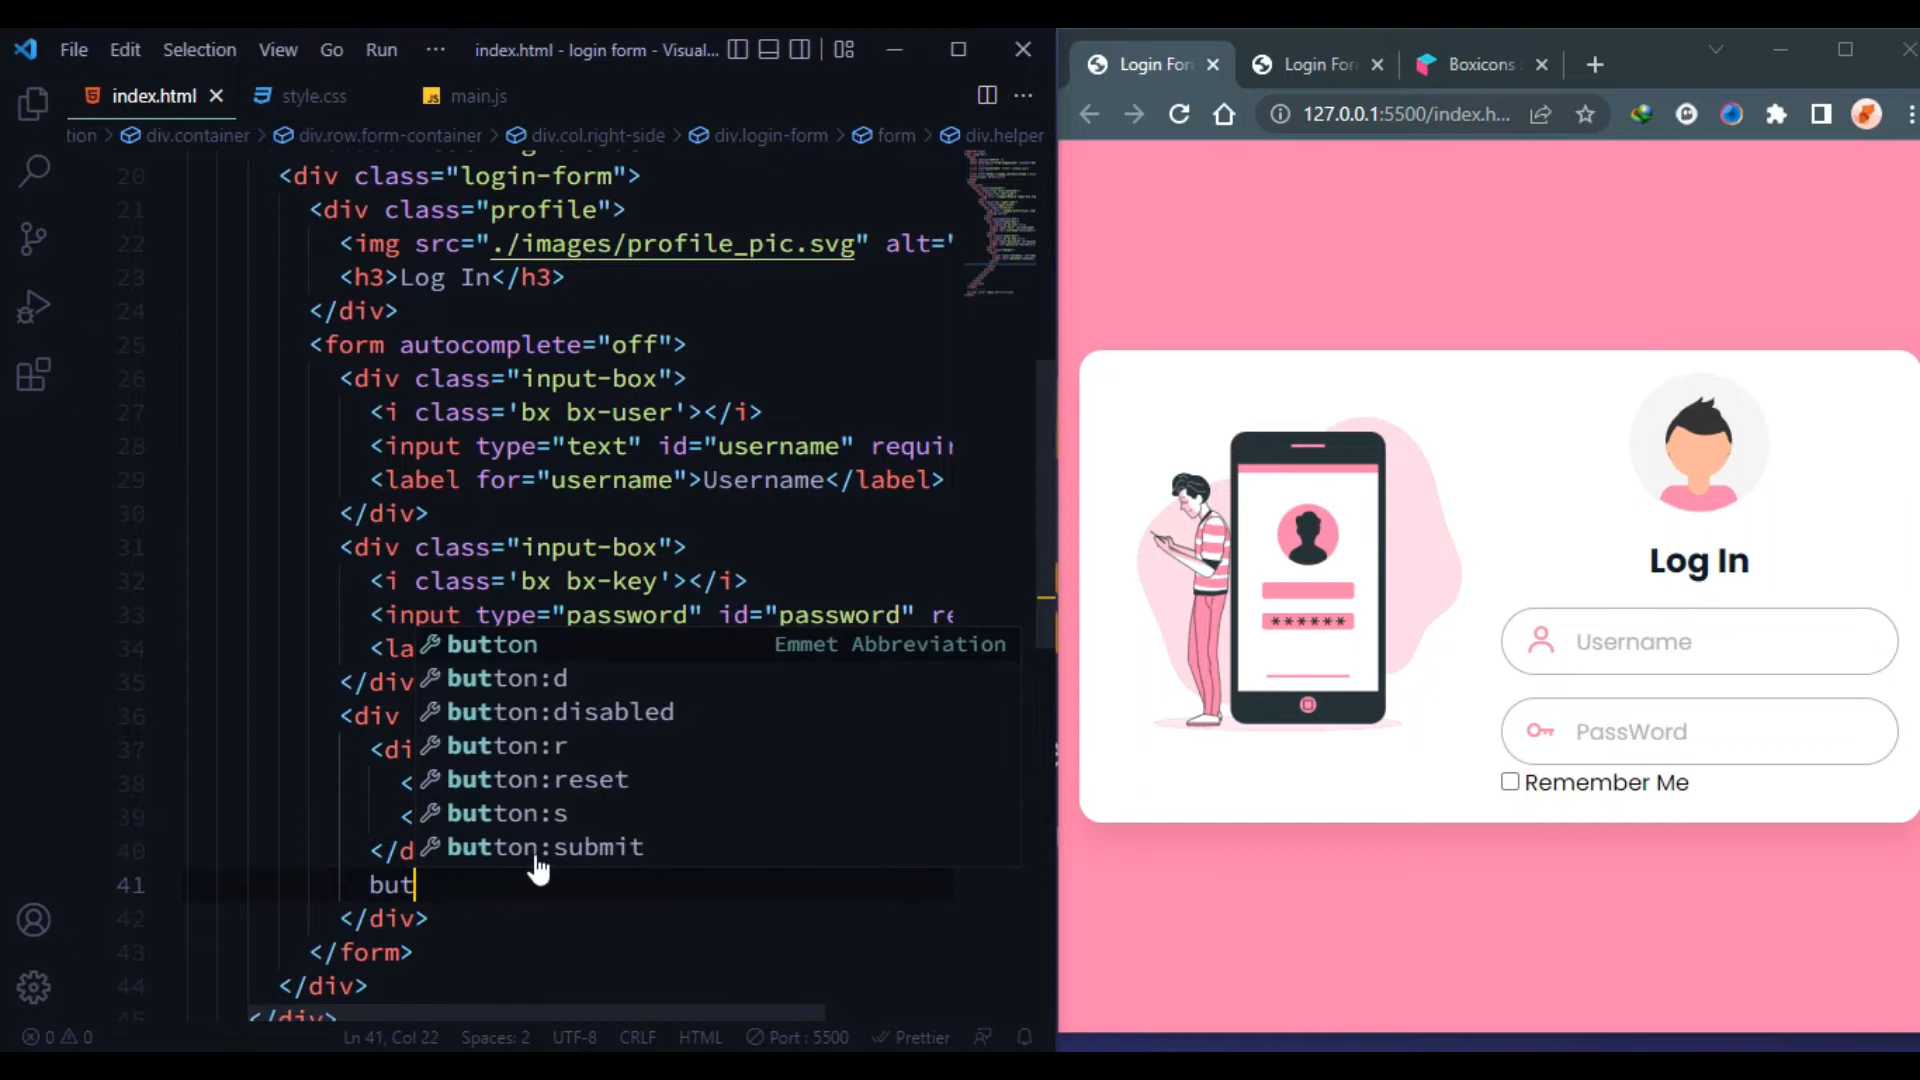 File Edit Selection View Go Run ··· index.html - login form - Visual...
index.html style.css JS main.js
tion > div.container > div.row.form-container > div.col.right-side > div.login-form > form > div.helper
20 <div class="login-form">
21 <div class="profile">
22 <img src="./images/profile_pic.svg" alt="
23 <h3>Log In</h3>
24 </div>
25 <form autocomplete="off">
26 <div class="input-box">
27 <i class='bx bx-user'></i>
28 <input type="text" id="username" requir
29 <label for="username">Username</label>
30 </div>
31 <div class="input-box">
32 <i class='bx bx-key'></i>
33 <input type="password" id="password" re
34 <la
35 </div
36 <div
37 <di
38 <
39 <
40 </d
41 but
42 </div>
43 </form>
44 </div>
45 </div>
button Emmet Abbreviation
button:d
button:disabled
button:r
button:reset
button:s
button:submit
0 0 Ln 41, Col 22 Spaces: 2 UTF-8 CRLF HTML Port : 5500 Prettier
Login For Login For Boxicons
127.0.0.1:5500/index.h...
******
Log In
Username
PassWord
Remember Me